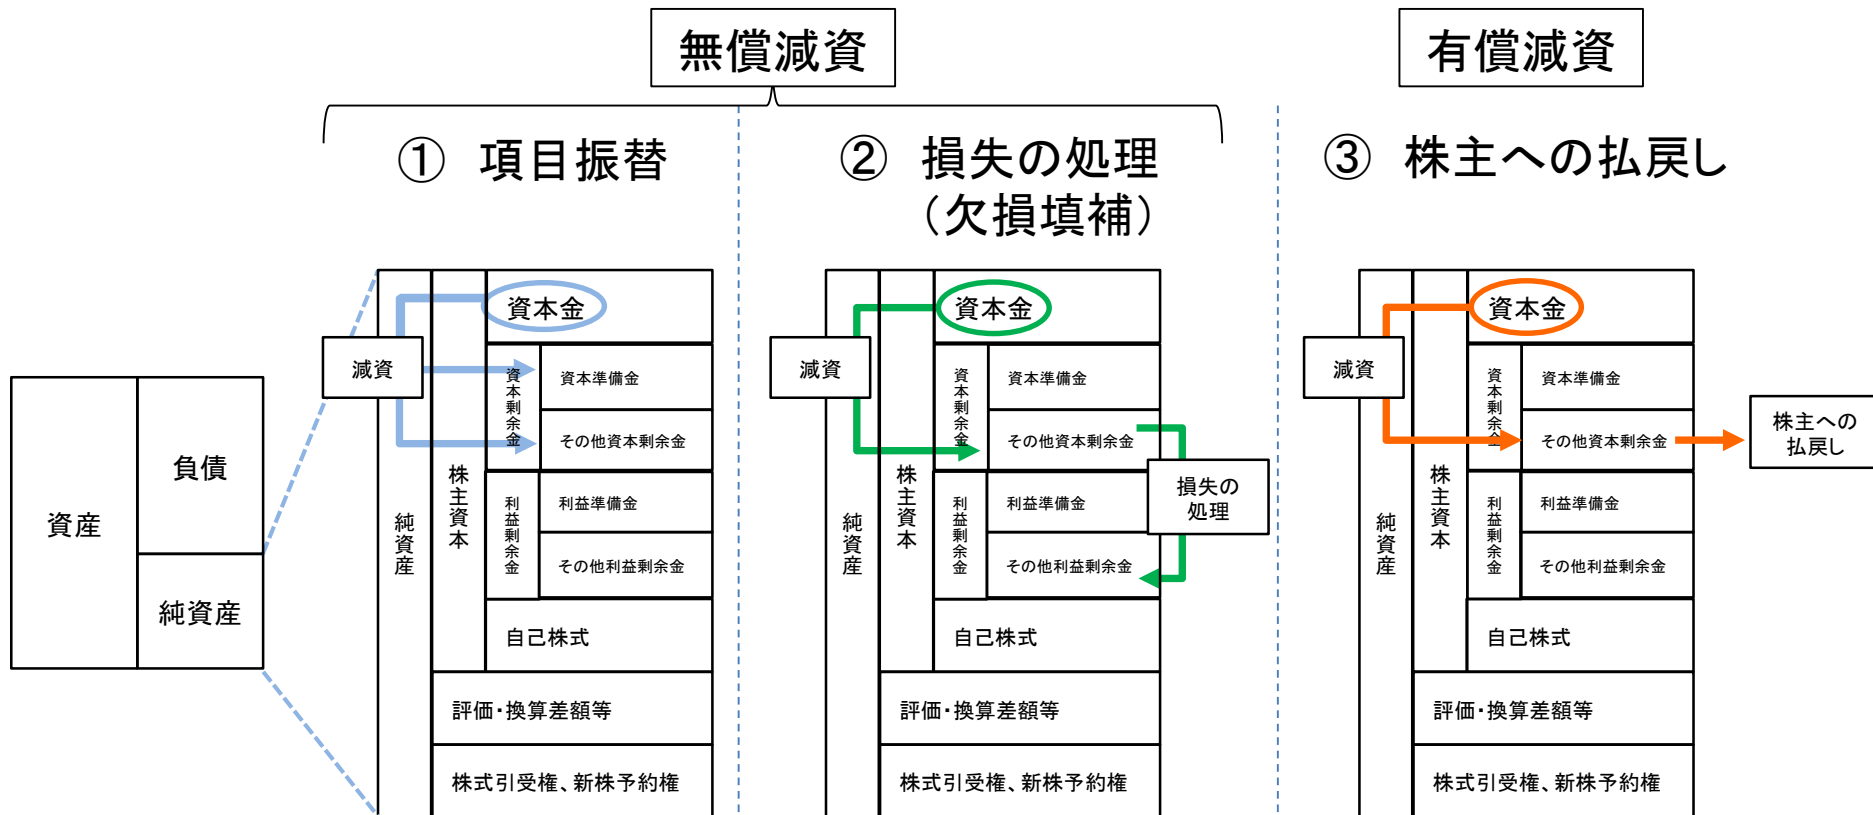 無償減資
有償減資
① 項目振替
② 損失の処理
（欠損填補）
③ 株主への払戻し
資産
負債
純資産
減資
純資産
株主資本
資本金
資本剰余金
資本準備金
その他資本剰余金
利益剰余金
利益準備金
その他利益剰余金
自己株式
評価・換算差額等
株式引受権、新株予約権
減資
純資産
株主資本
資本金
資本剰余金
資本準備金
その他資本剰余金
損失の
処理
利益剰余金
利益準備金
その他利益剰余金
自己株式
評価・換算差額等
株式引受権、新株予約権
減資
純資産
株主資本
資本金
資本剰余金
資本準備金
その他資本剰余金
株主への
払戻し
利益剰余金
利益準備金
その他利益剰余金
自己株式
評価・換算差額等
株式引受権、新株予約権